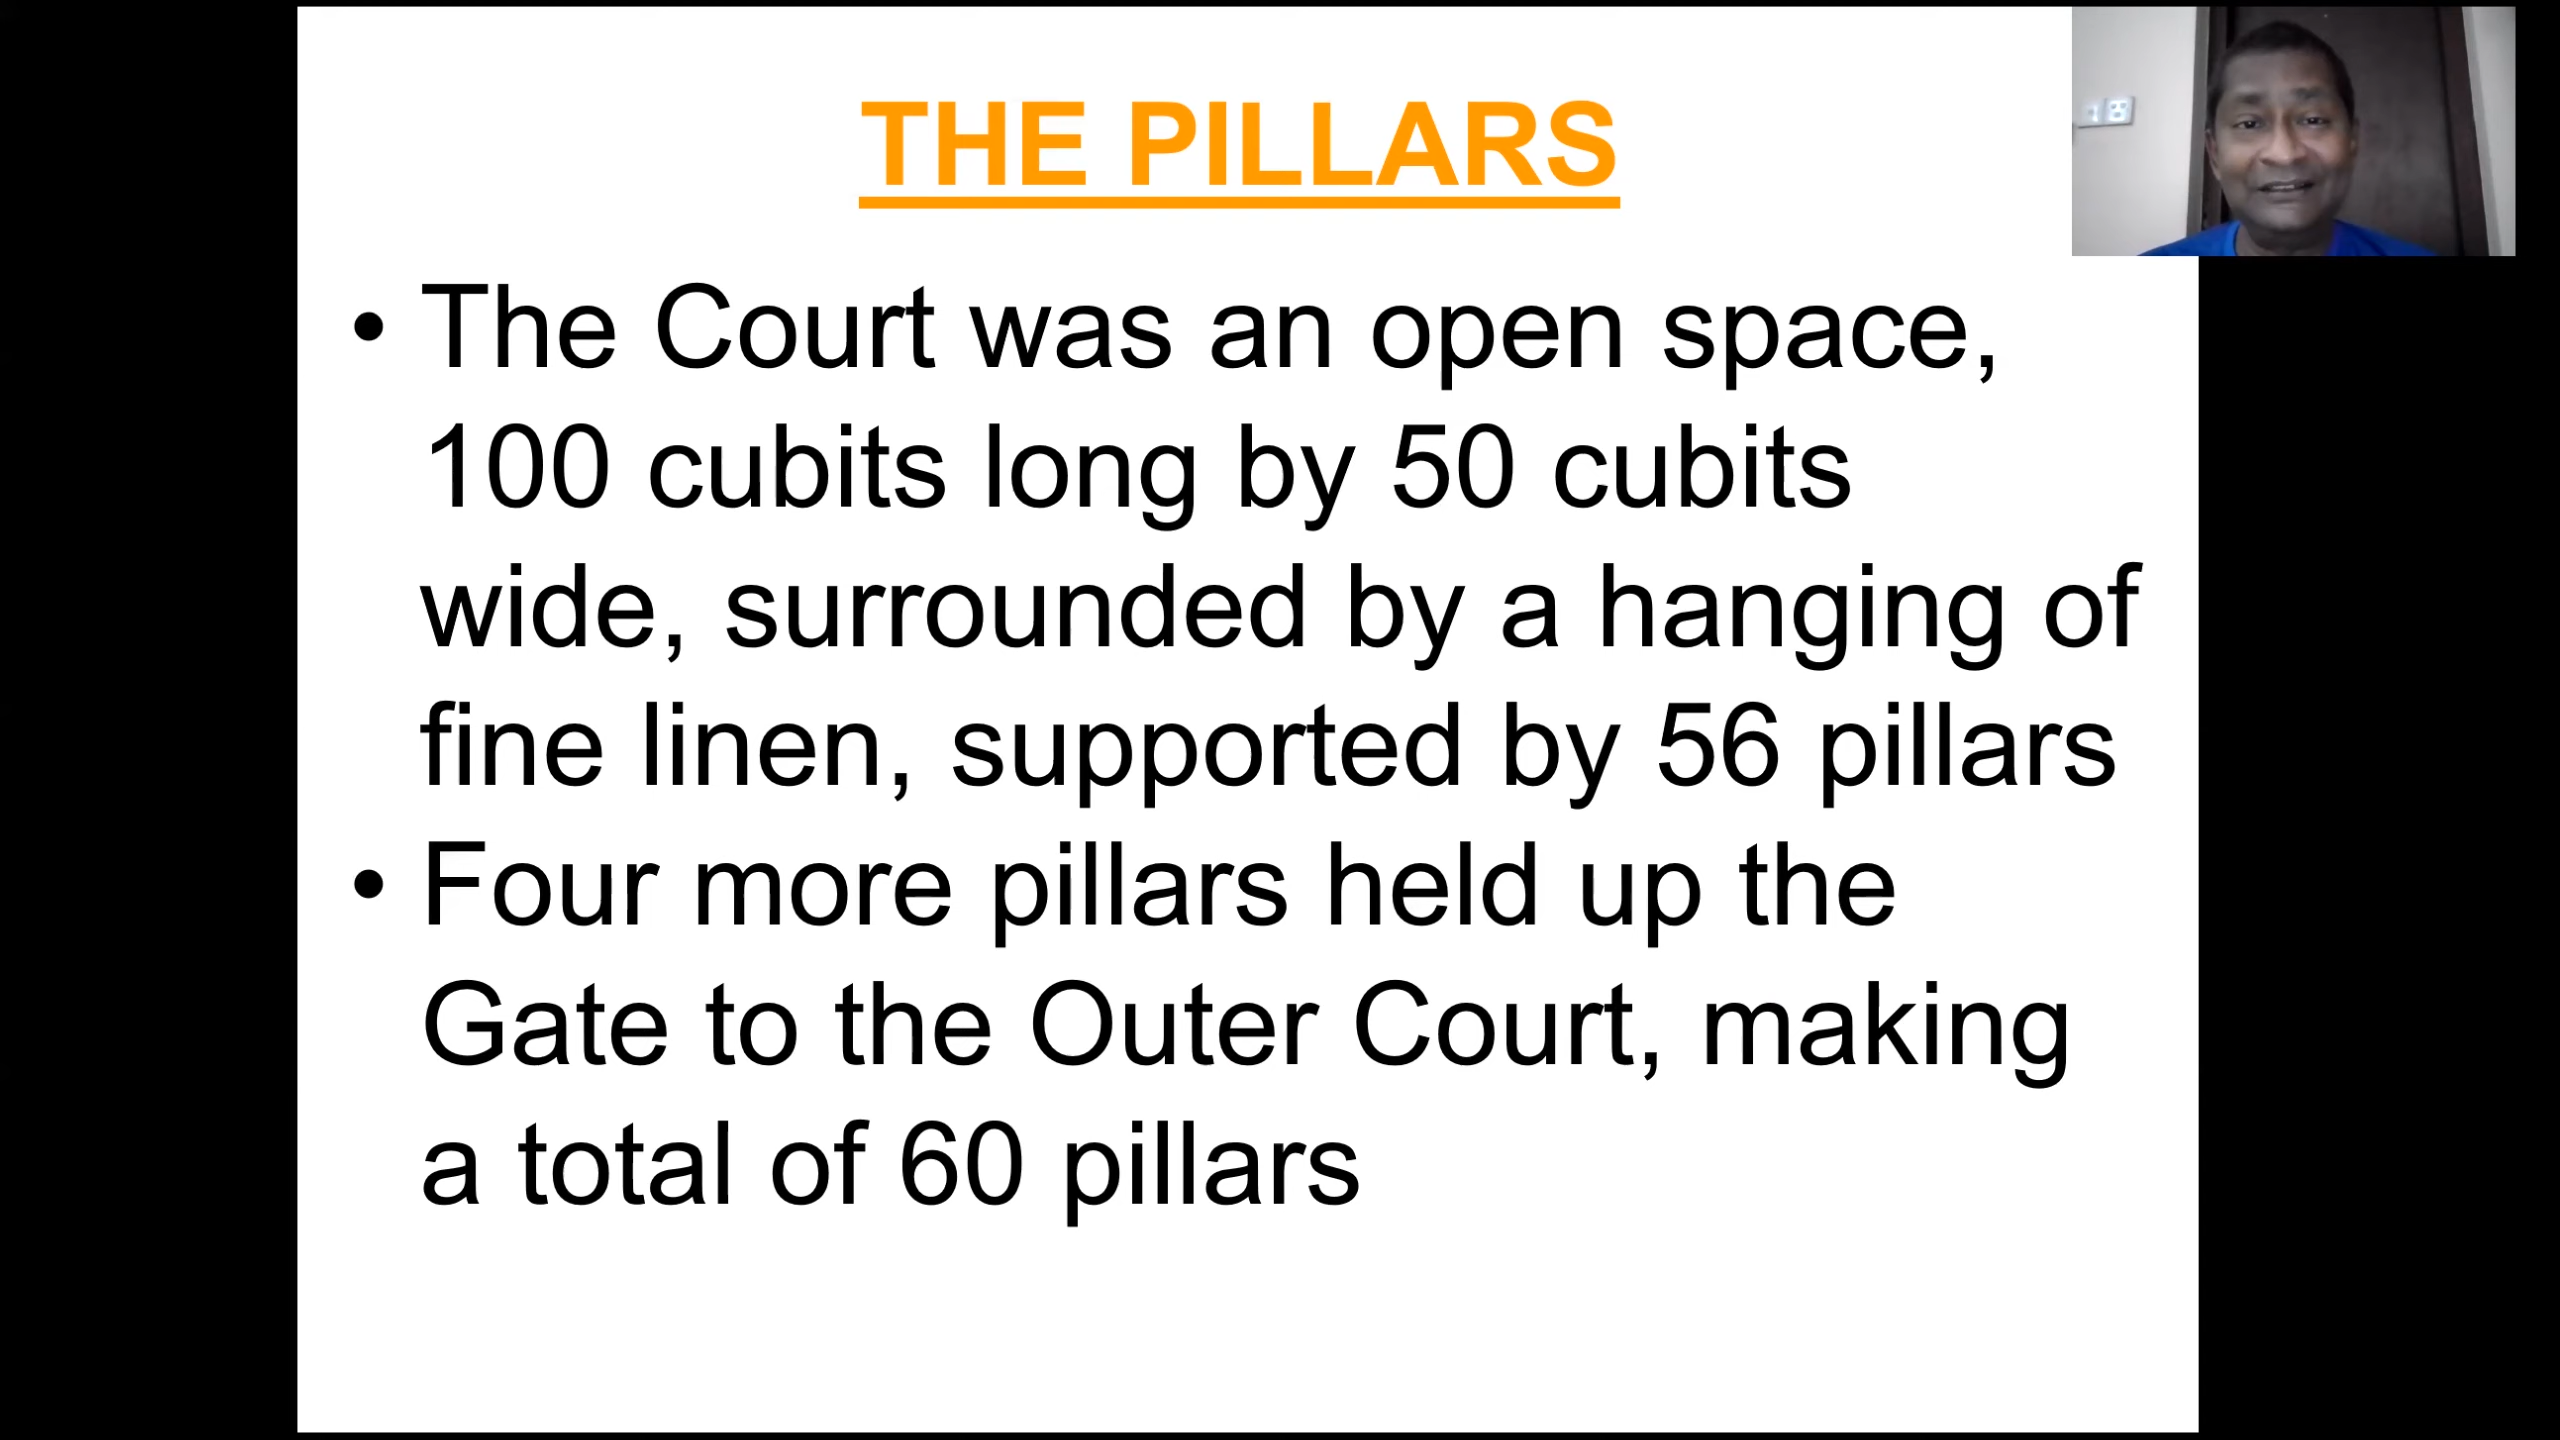 THE PILLARS
• The Court was an open space,
100 cubits long by 50 cubits
wide, surrounded by a hanging of
fine linen, supported by 56 pillars
• Four more pillars held up the
Gate to the Outer Court, making
a total of 60 pillars